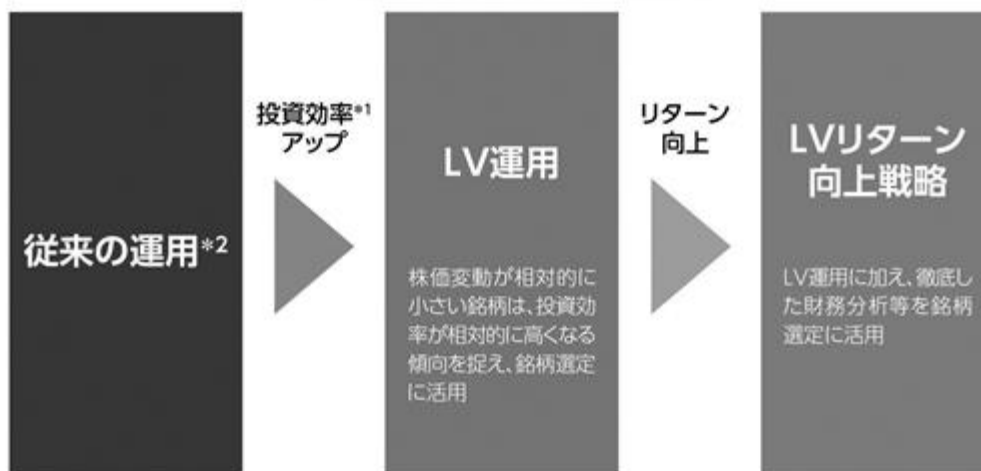 従来の運用*2
投資効率*1
アップ
LV運用
株価変動が相対的に
小さい銘柄は、投資効
率が相対的に高くなる
傾向を捉え、銘柄選定
に活用
リターン
向上
LVリターン
向上戦略
LV運用に加え、徹底し
た財務分析等を銘柄
選定に活用